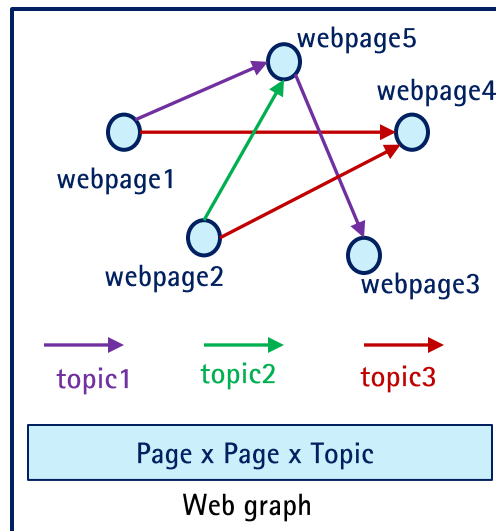 webpage5
webpage4
webpage1
webpage2
webpage3
topic1
topic2
topic3
Page x Page x Topic
Web graph